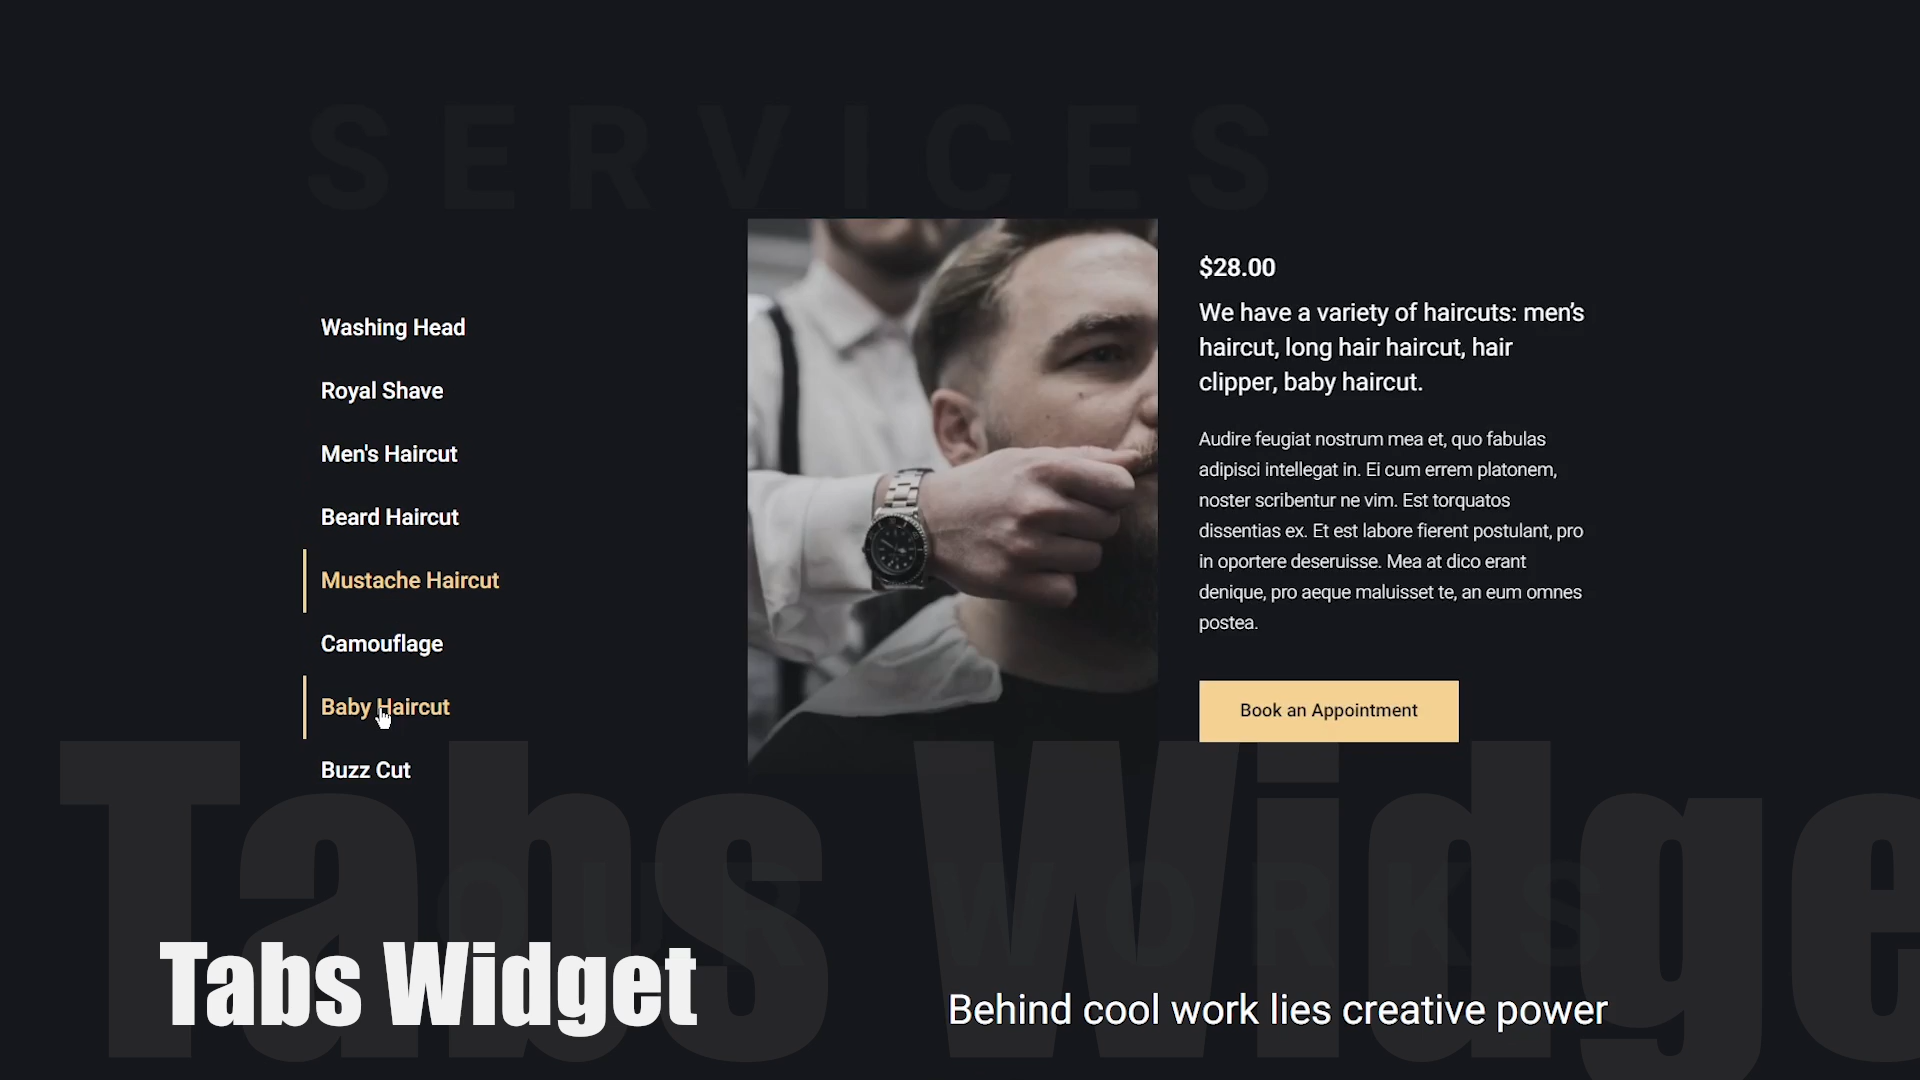 SERVICES
Washing Head
Royal Shave
Men's Haircut
Beard Haircut
Mustache Haircut
Camouflage
Baby Haircut
Buzz Cut
$28.00
We have a variety of haircuts: men’s
haircut, long hair haircut, hair
clipper, baby haircut.
Audire feugiat nostrum mea et, quo fabulas
adipisci intellegat in. Ei cum errem platonem,
noster scribentur ne vim. Est torquatos
dissentias ex. Et est labore fierent postulant, pro
in oportere deseruisse. Mea at dico erant
denique, pro aeque maluisset te, an eum omnes
postea.
Book an Appointment
Tabs Widge
OUR WORKS
Tabs Widget
Behind cool work lies creative power